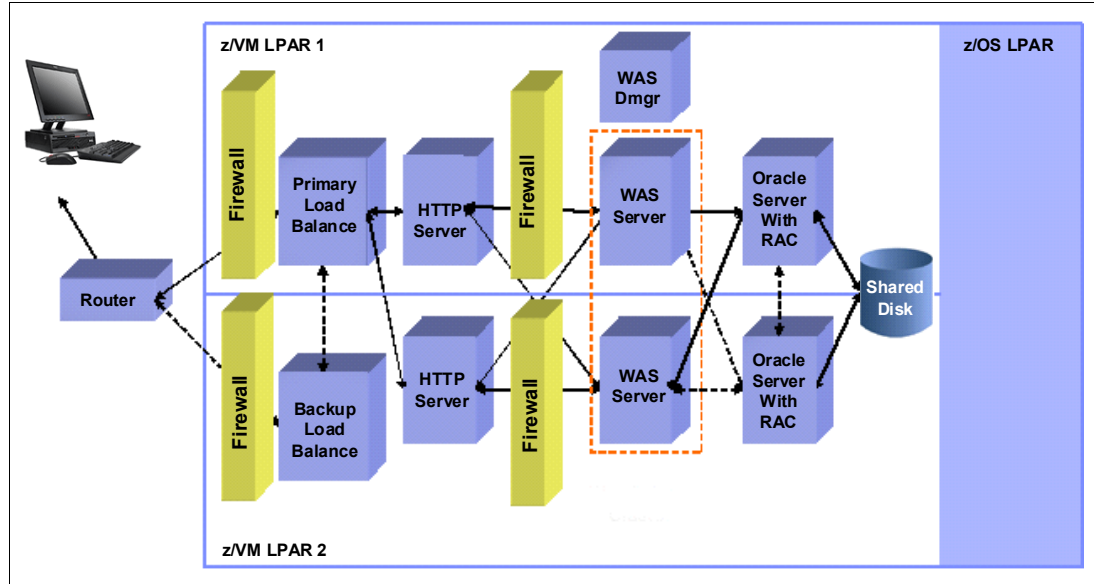 z/VM LPAR 1
z/OS LPAR
WAS
Dmgr
Firewall
Primary
Load
Balance
HTTP
Server
Firewall
WAS
Server
Oracle
Server
With
RAC
Router
Shared
Disk
Firewall
Backup
Load
Balance
HTTP
Server
Firewall
WAS
Server
Oracle
Server
With
RAC
z/VM LPAR 2